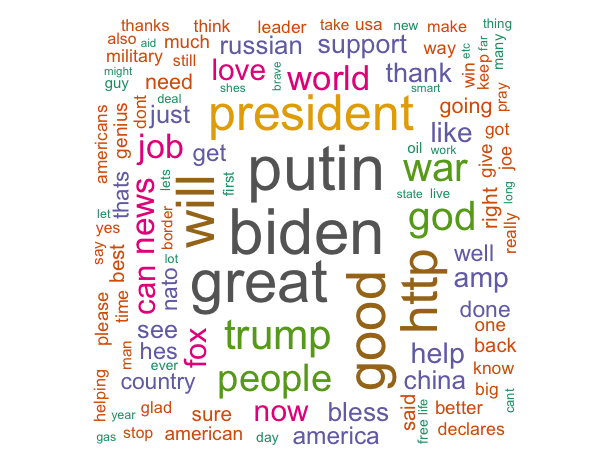 thanks think leader take usa new make thing
also aid much russian support way etc far many
military still love world thank win keep
might guy need shes brave smart going pray
americans genius dont deal just president like got
job get oil work give joe
thats lets first putin war state live right long
let will biden god really
yes say border great well
can news lot good http amp
please best time nato trump done
see hes fox people help one
man ever country china back
helping know big
year glad sure now bless said free life better cant
gas stop american day america declares